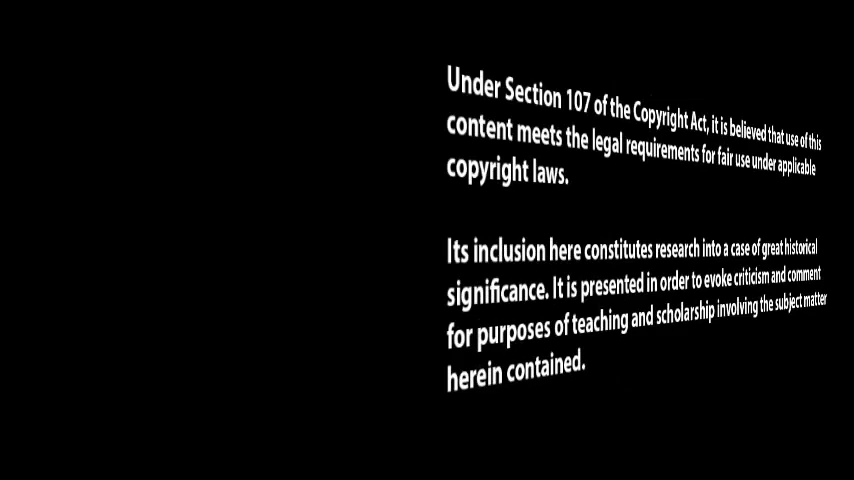 Under Section 107 of the Copyright Act, it is believed that use of this
content meets the legal requirements for fair use under applicable
copyright laws.
Its inclusion here constitutes research into a case of great historical
significance. It is presented in order to evoke criticism and comment
for purposes of teaching and scholarship involving the subject matter
herein contained.